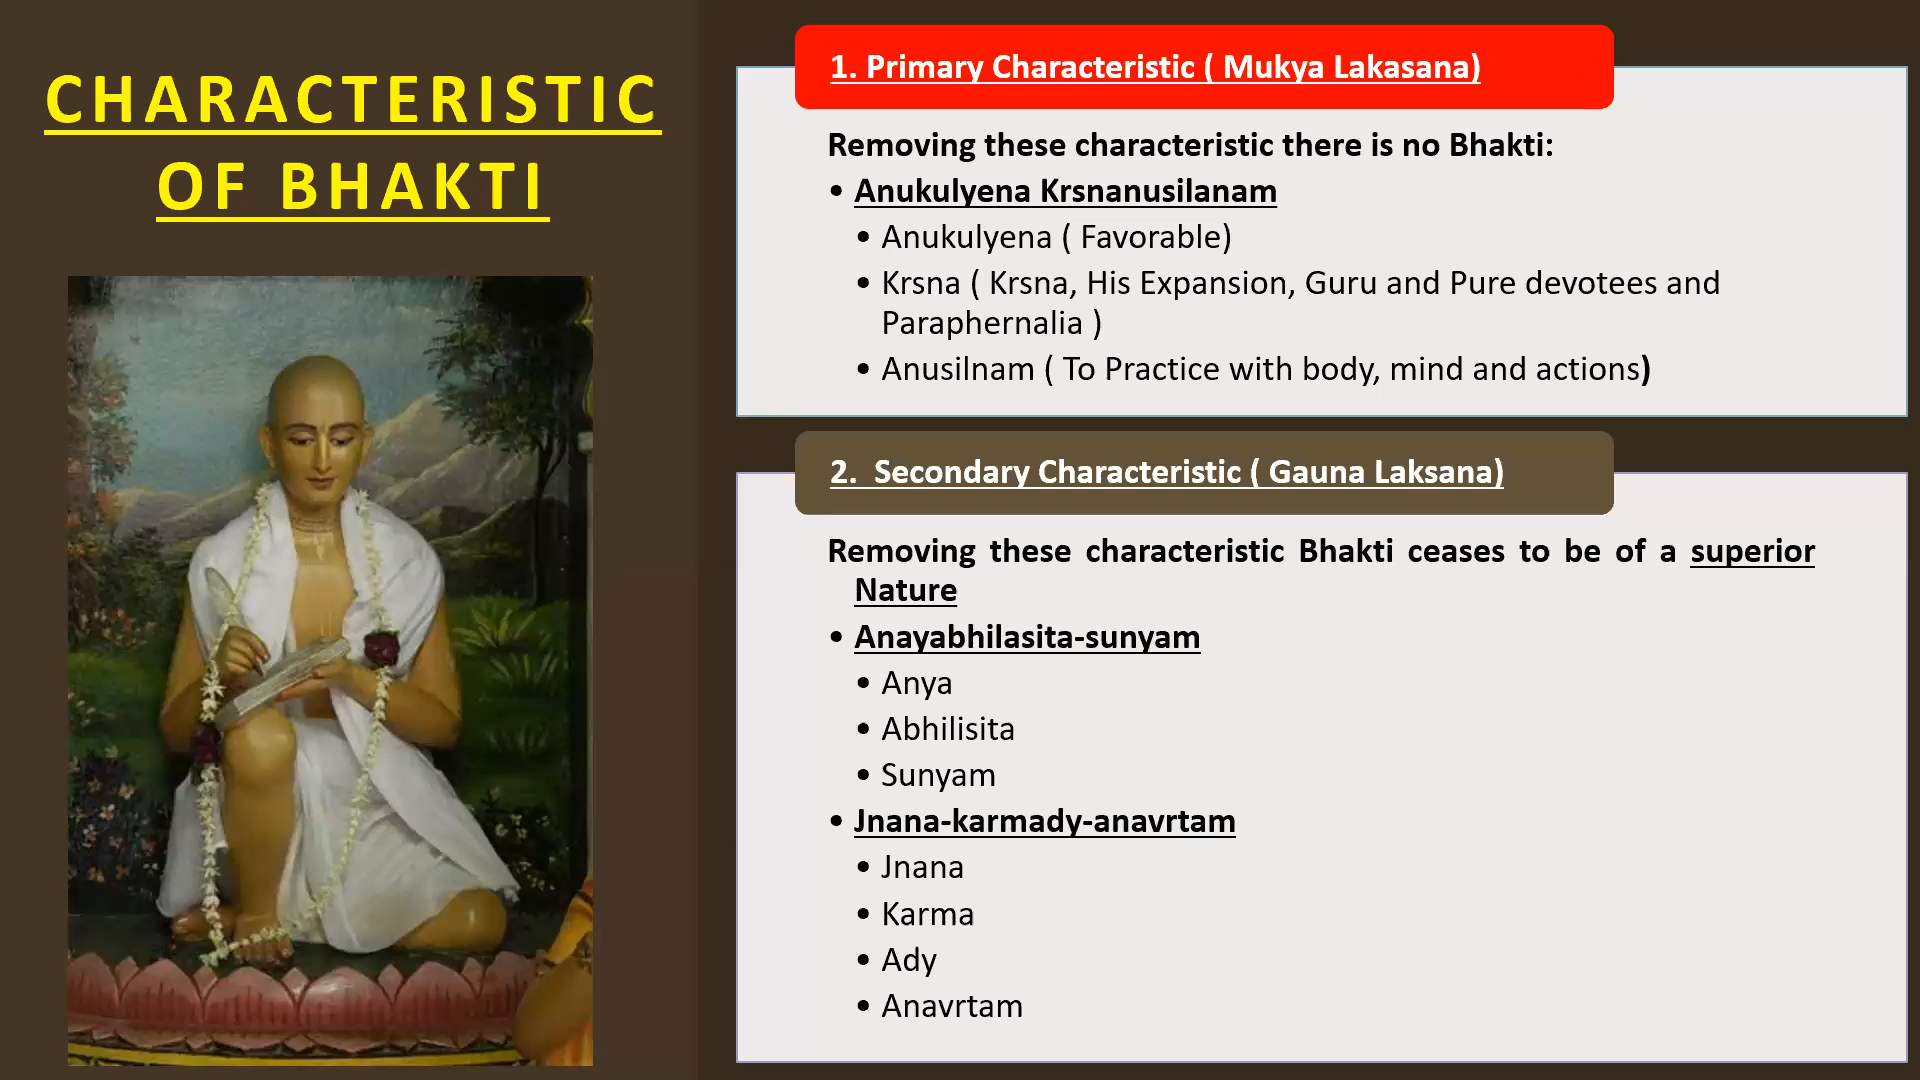 CHARACTERISTIC
OF BHAKTI
1. Primary Characteristic ( Mukya Lakasana)
Removing these characteristic there is no Bhakti:
• Anukulyena Krsnanusilanam
• Anukulyena ( Favorable)
• Krsna ( Krsna, His Expansion, Guru and Pure devotees and
Paraphernalia )
• Anusilnam ( To Practice with body, mind and actions)
2. Secondary Characteristic ( Gauna Laksana)
Removing these characteristic Bhakti ceases to be of a superior
Nature
• Anayabhilasita-sunyam
• Anya
• Abhilisita
• Sunyam
• Jnana-karmady-anavrtam
• Jnana
• Karma
• Ady
• Anavrtam